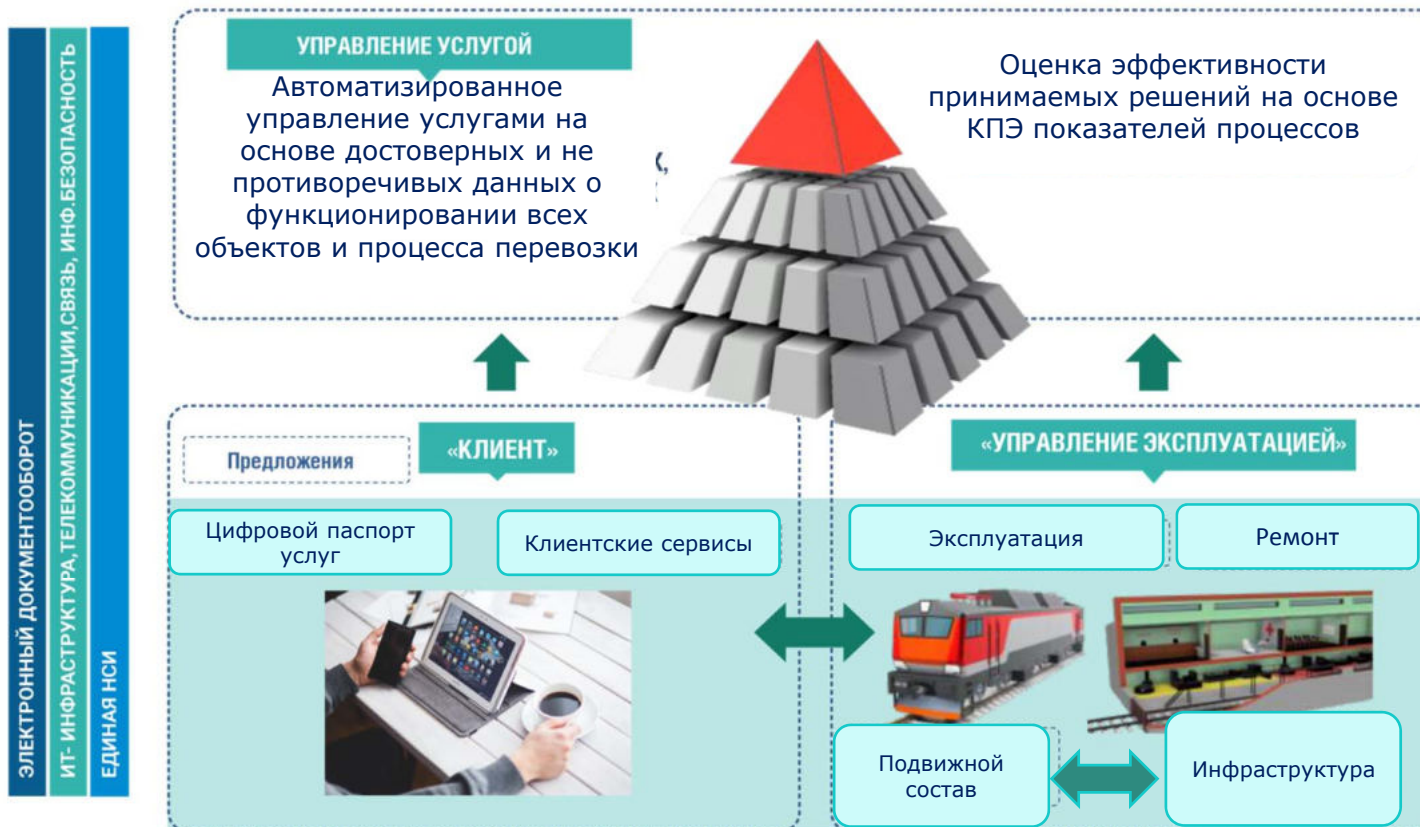 ЭЛЕКТРОННЫЙ ДОКУМЕНТООБОРОТ
ИТ- ИНФРАСТРУКТУРА,ТЕЛЕКОММУНИКАЦИИ,СВЯЗЬ, ИНФ.БЕЗОПАСНОСТЬ
ЕДИНАЯ НСИ
УПРАВЛЕНИЕ УСЛУГОЙ
Автоматизированное
управление услугами на
основе достоверных и не
противоречивых данных о
функционировании всех
объектов и процесса перевозки
Оценка эффективности
принимаемых решений на основе
КПЭ показателей процессов
Предложения
«КЛИЕНТ»
Цифровой паспорт
услуг
Клиентские сервисы
«УПРАВЛЕНИЕ ЭКСПЛУАТАЦИЕЙ»
Эксплуатация
Ремонт
Подвижной
состав
Инфраструктура